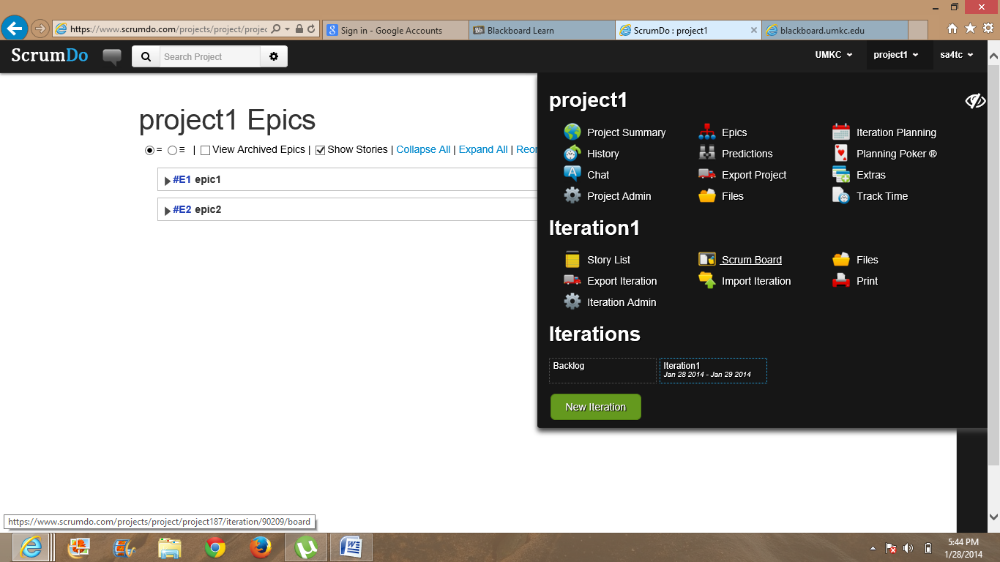 https://www.scrumdo.com/projects/project/projec
Sign in - Google Accounts
Bb Blackboard Learn
ScrumDo : project1
blackboard.umkc.edu
ScrumDo
Search Project
UMKC
project1
sa4tc
project1 Epics
= ≡ | View Archived Epics | Show Stories | Collapse All | Expand All | Reor
#E1 epic1
#E2 epic2
project1
Project Summary Epics Iteration Planning
History Predictions Planning Poker ®
Chat Export Project Extras
Project Admin Files Track Time
Iteration1
Story List Scrum Board Files
Export Iteration Import Iteration Print
Iteration Admin
Iterations
Backlog Iteration1
Jan 28 2014 - Jan 29 2014
New Iteration
https://www.scrumdo.com/projects/project/project187/iteration/90209/board
5:44 PM
1/28/2014